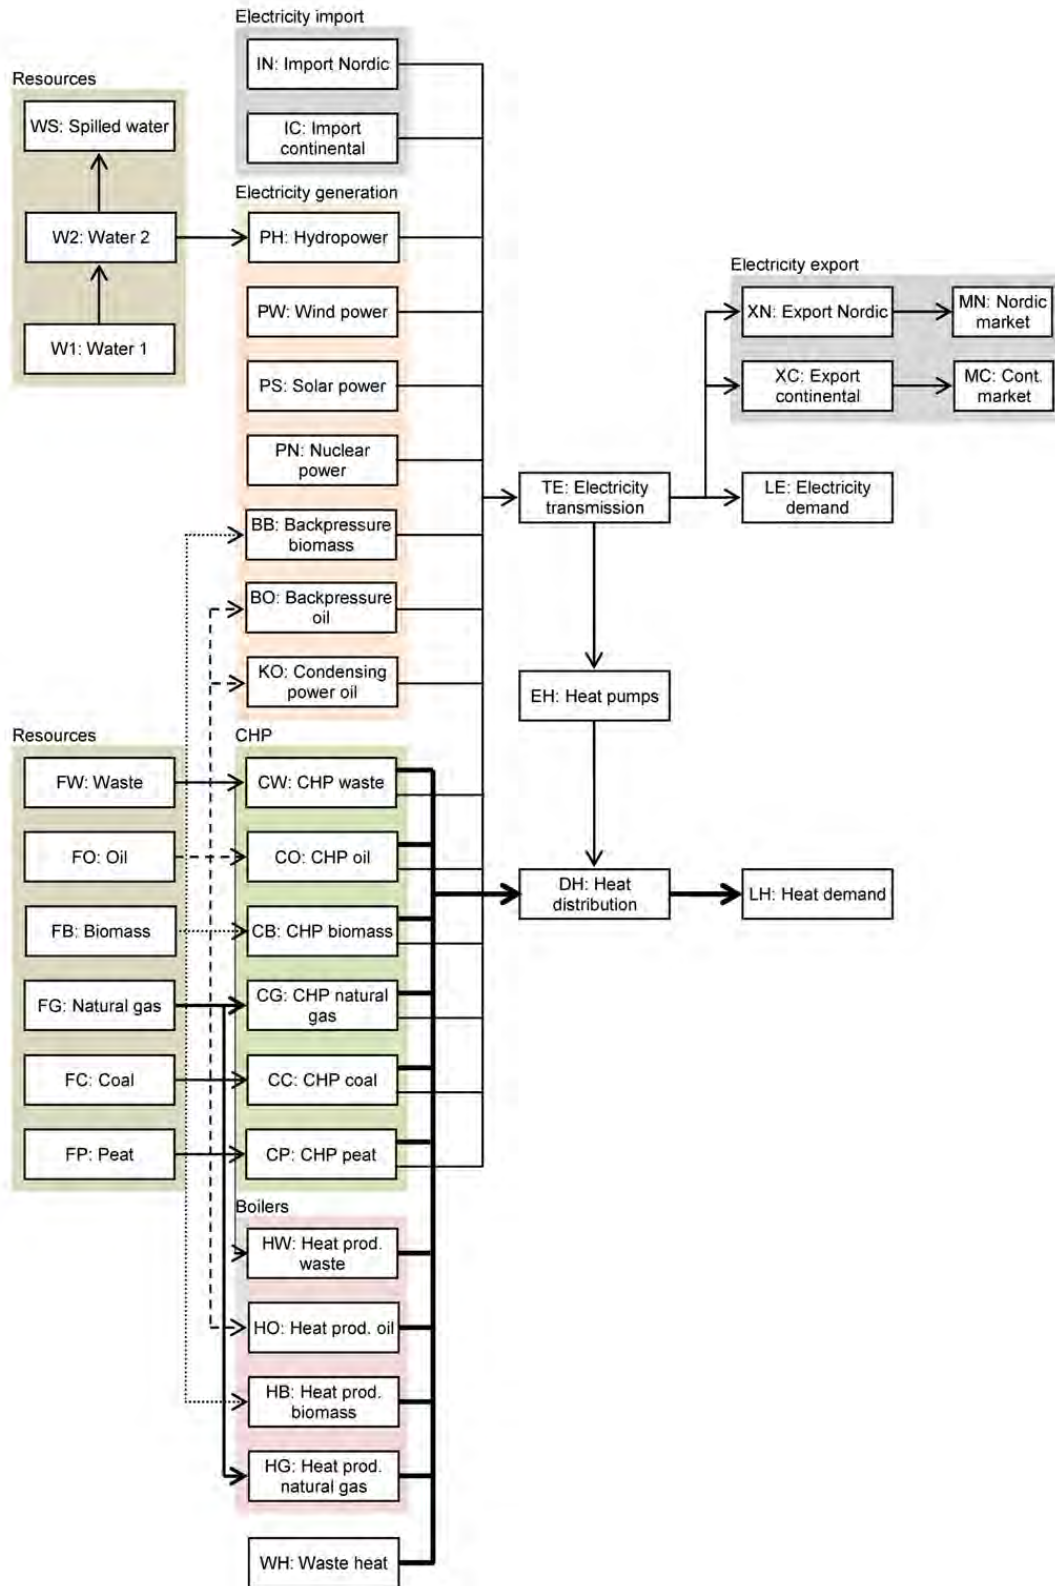 Electricity import
IN: Import Nordic
IC: Import
continental
Resources
WS: Spilled water
W2: Water 2
W1: Water 1
Electricity generation
PH: Hydropower
PW: Wind power
PS: Solar power
PN: Nuclear
power
BB: Backpressure
biomass
BO: Backpressure
oil
KO: Condensing
power oil
Electricity export
XN: Export Nordic
MN: Nordic
market
XC: Export
continental
MC: Cont.
market
TE: Electricity
transmission
LE: Electricity
demand
EH: Heat pumps
Resources
FW: Waste
FO: Oil
FB: Biomass
FG: Natural gas
FC: Coal
FP: Peat
CHP
CW: CHP waste
CO: CHP oil
CB: CHP biomass
CG: CHP natural
gas
CC: CHP coal
CP: CHP peat
DH: Heat
distribution
LH: Heat demand
Boilers
HW: Heat prod.
waste
HO: Heat prod. oil
HB: Heat prod.
biomass
HG: Heat prod.
natural gas
WH: Waste heat